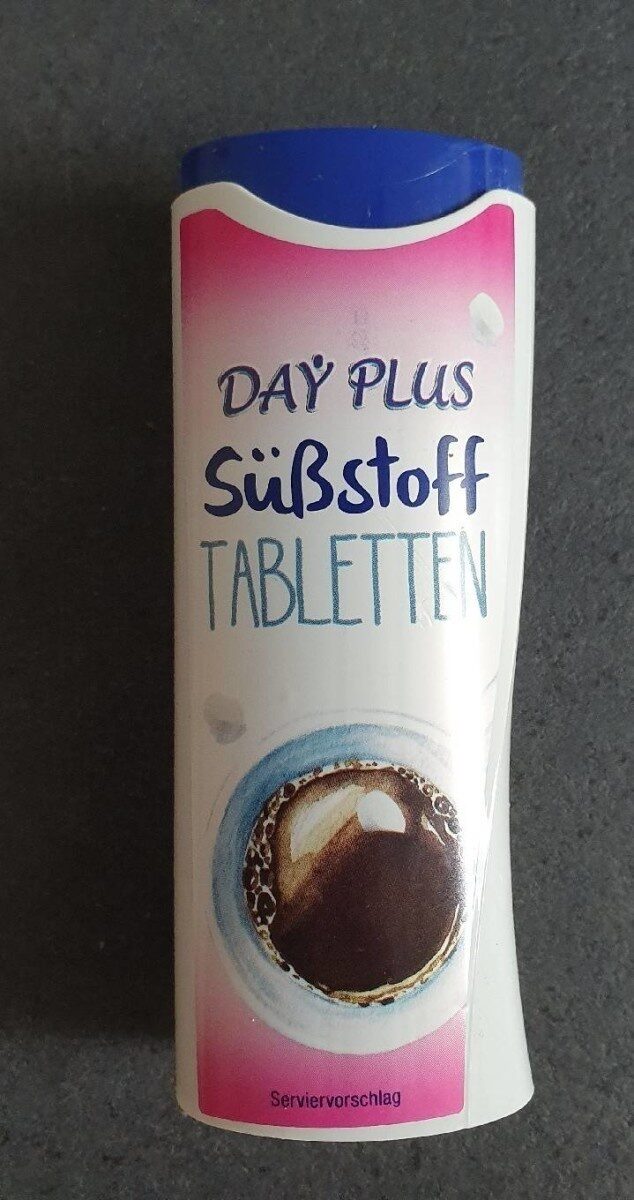 DAY PLUS
Süßstoff
TABLETTEN
Serviervorschlag